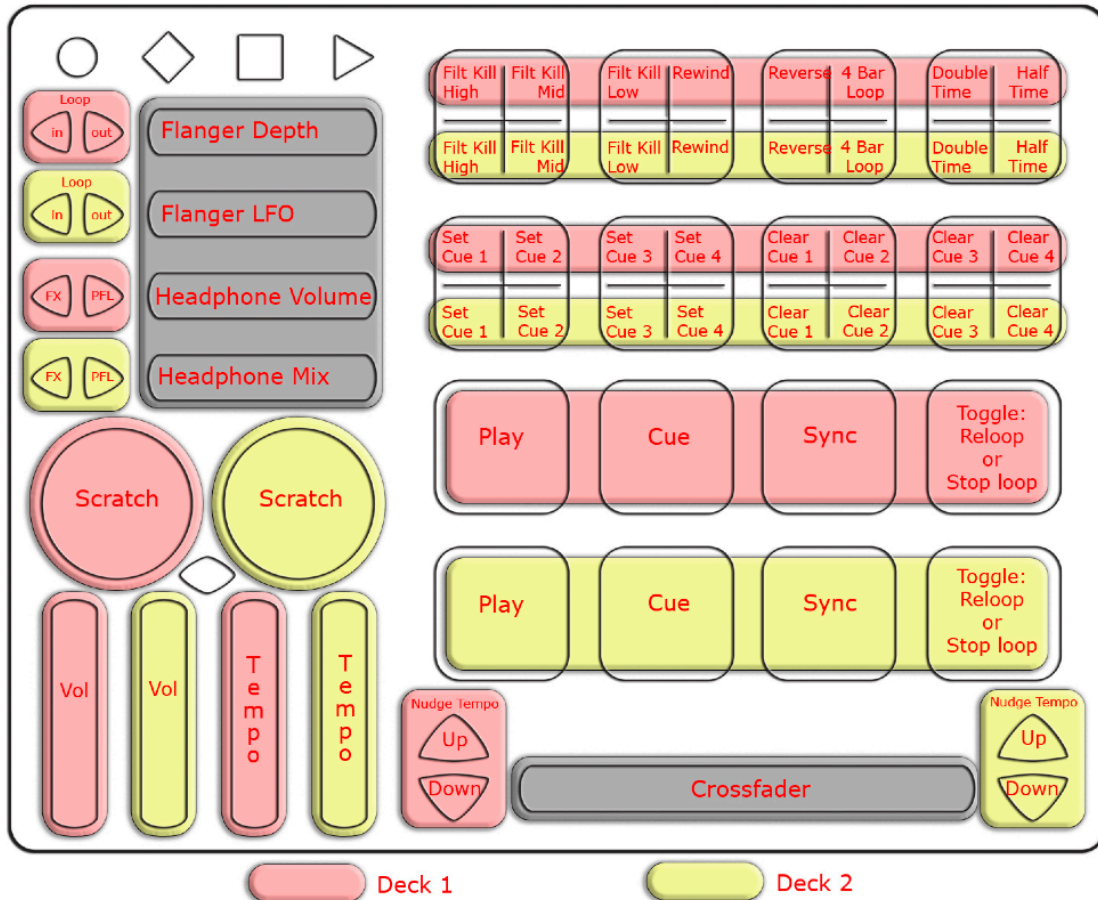 Loop
in out
Loop
in out
FX PFL
FX PFL
Flanger Depth
Flanger LFO
Headphone Volume
Headphone Mix
Scratch
Scratch
Vol
Vol
Tempo
Tempo
Filt Kill High
Filt Kill Mid
Filt Kill Low
Rewind
Reverse
4 Bar Loop
Double Time
Half Time
Filt Kill High
Filt Kill Mid
Filt Kill Low
Rewind
Reverse
4 Bar Loop
Double Time
Half Time
Set Cue 1
Set Cue 2
Set Cue 3
Set Cue 4
Clear Cue 1
Clear Cue 2
Clear Cue 3
Clear Cue 4
Set Cue 1
Set Cue 2
Set Cue 3
Set Cue 4
Clear Cue 1
Clear Cue 2
Clear Cue 3
Clear Cue 4
Play
Cue
Sync
Toggle:
Reloop
or
Stop loop
Play
Cue
Sync
Toggle:
Reloop
or
Stop loop
Nudge Tempo
Up
Down
Crossfader
Nudge Tempo
Up
Down
Deck 1
Deck 2